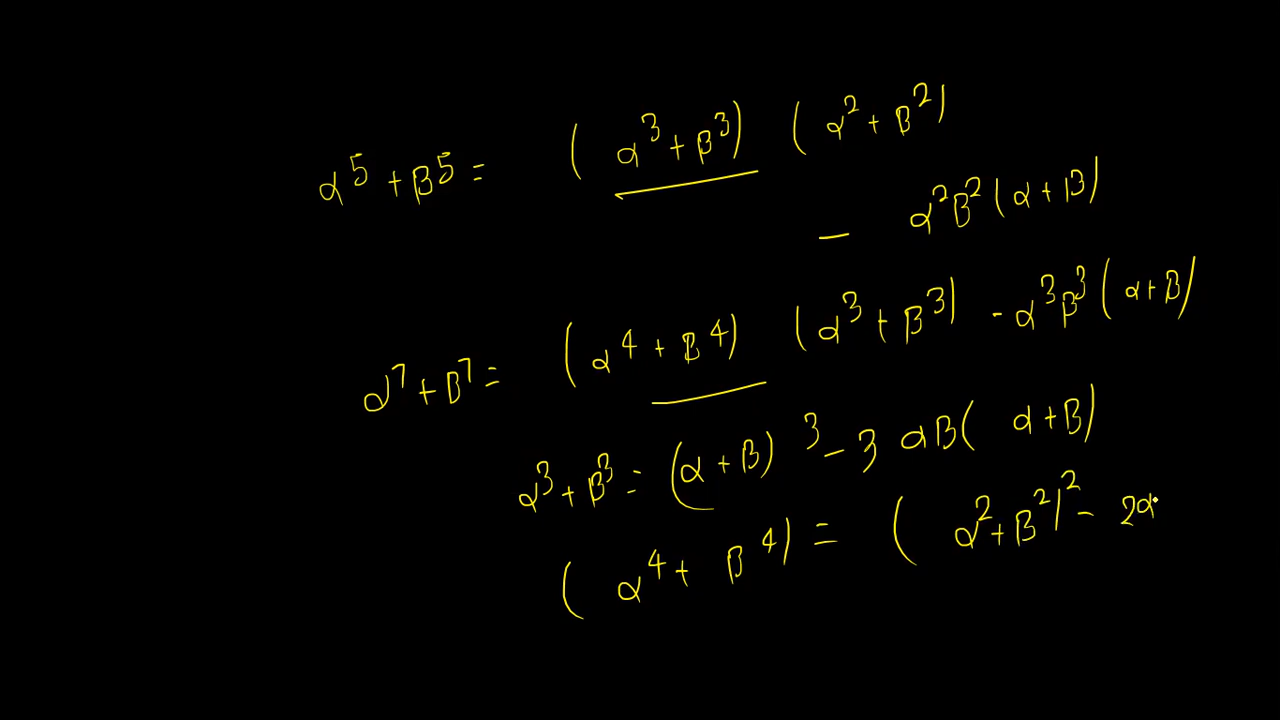 α⁵ + β⁵ = (α³ + β³) (α² + β²)
− α²β² (α + β)
α⁷ + β⁷ = (α⁴ + β⁴) (α³ + β³) - α³β³ (α + β)
α³ + β³ = (α + β)³ − 3 αβ (α + β)
(α⁴ + β⁴) = (α² + β²)² − 2α